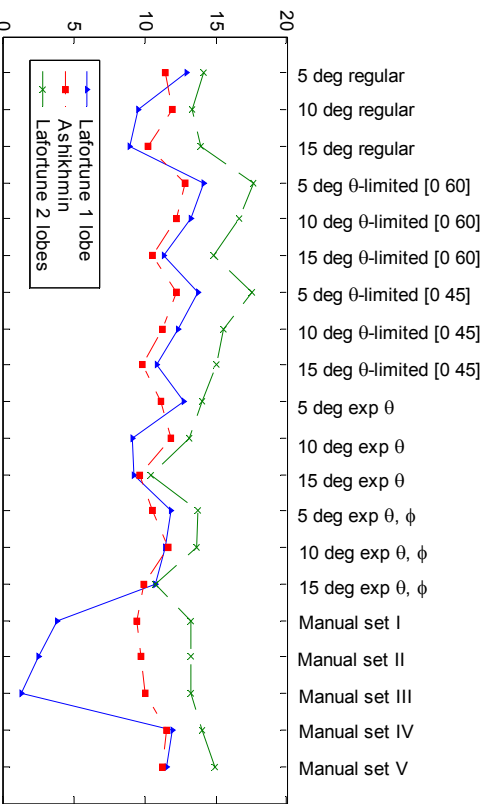 0
5
10
15
20
5 deg regular
10 deg regular
15 deg regular
5 deg θ-limited [0 60]
10 deg θ-limited [0 60]
15 deg θ-limited [0 60]
5 deg θ-limited [0 45]
10 deg θ-limited [0 45]
15 deg θ-limited [0 45]
5 deg exp θ
10 deg exp θ
15 deg exp θ
5 deg exp θ, ϕ
10 deg exp θ, ϕ
15 deg exp θ, ϕ
Manual set I
Manual set II
Manual set III
Manual set IV
Manual set V
Lafortune 1 lobe
Ashikhmin
Lafortune 2 lobes